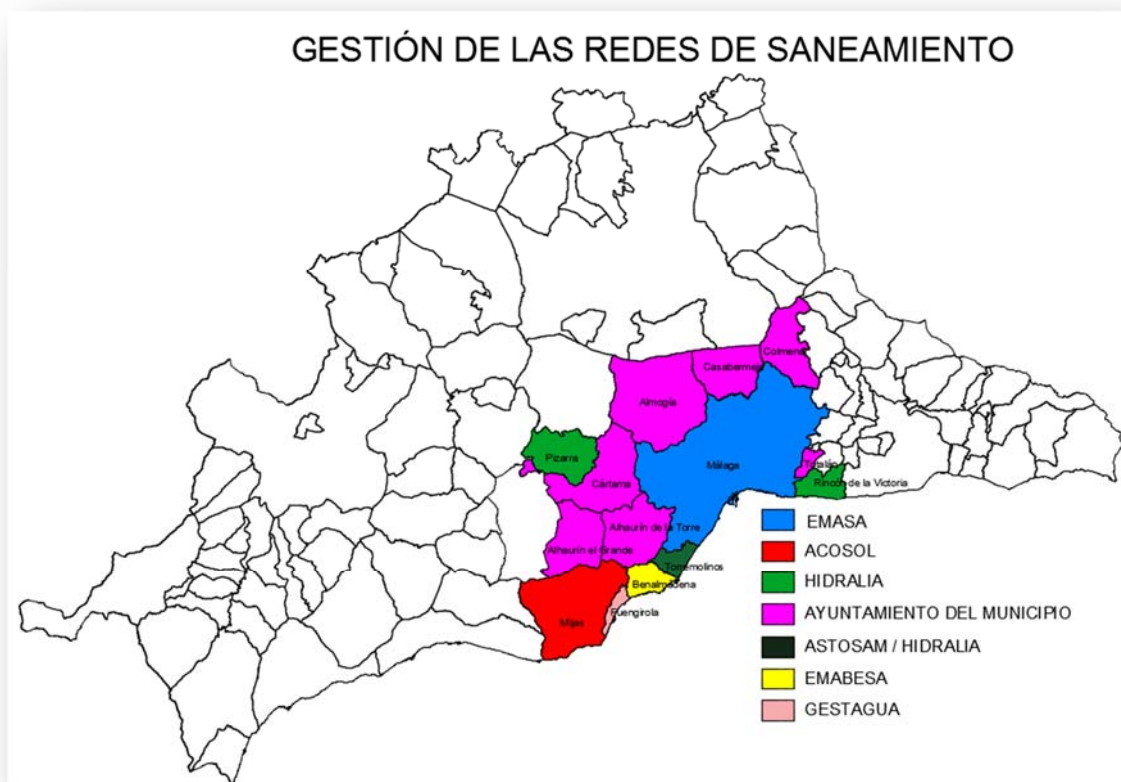 GESTIÓN DE LAS REDES DE SANEAMIENTO
Colmenar
Casabermeja
Almogía
Pizarra
Málaga
Totalán
Cártama
Rincón de la Victoria
Alhaurín de la Torre
Alhaurín el Grande
Torremolinos
Benalmádena
Fuengirola
Mijas
EMASA
ACOSOL
HIDRALIA
AYUNTAMIENTO DEL MUNICIPIO
ASTOSAM / HIDRALIA
EMABESA
GESTAGUA